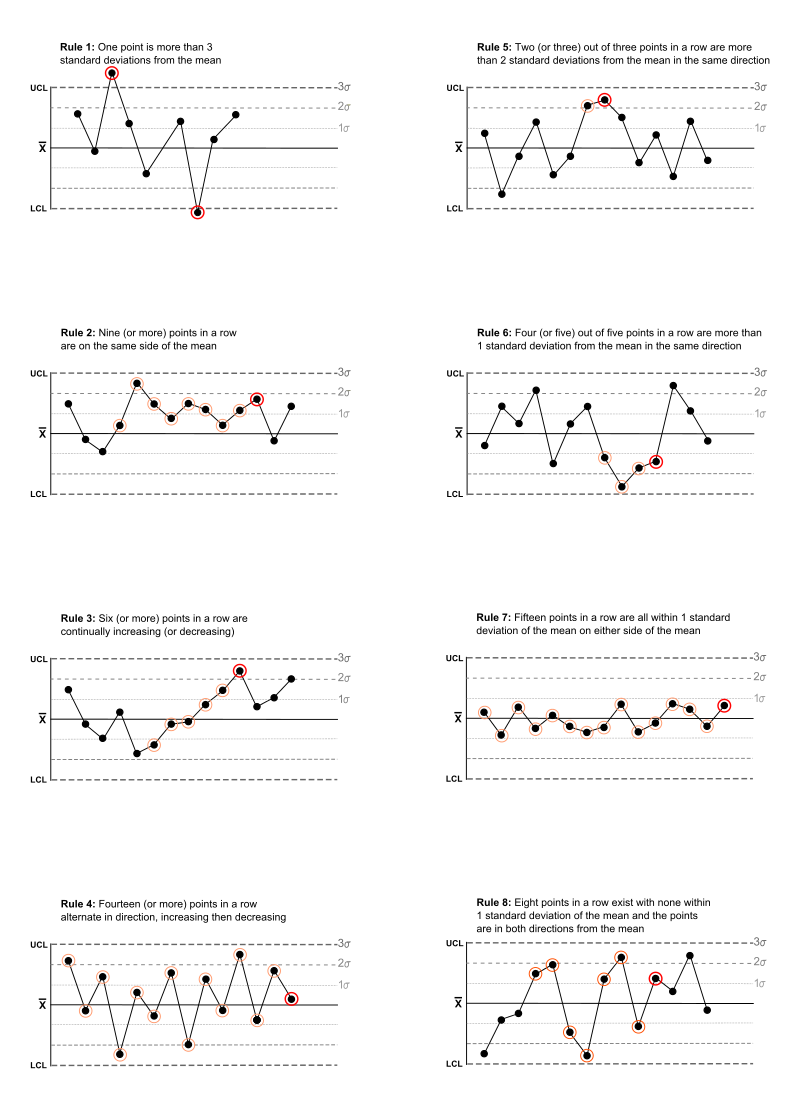 Rule 1: One point is more than 3
standard deviations from the mean
UCL
3σ
2σ
1σ
X̅
LCL
Rule 5: Two (or three) out of three points in a row are more
than 2 standard deviations from the mean in the same direction
UCL
3σ
2σ
1σ
X̅
LCL
Rule 2: Nine (or more) points in a row
are on the same side of the mean
UCL
3σ
2σ
1σ
X̅
LCL
Rule 6: Four (or five) out of five points in a row are more than
1 standard deviation from the mean in the same direction
UCL
3σ
2σ
1σ
X̅
LCL
Rule 3: Six (or more) points in a row are
continually increasing (or decreasing)
UCL
3σ
2σ
1σ
X̅
LCL
Rule 7: Fifteen points in a row are all within 1 standard
deviation of the mean on either side of the mean
UCL
3σ
2σ
1σ
X̅
LCL
Rule 4: Fourteen (or more) points in a row
alternate in direction, increasing then decreasing
UCL
3σ
2σ
1σ
X̅
LCL
Rule 8: Eight points in a row exist with none within
1 standard deviation of the mean and the points
are in both directions from the mean
UCL
3σ
2σ
1σ
X̅
LCL